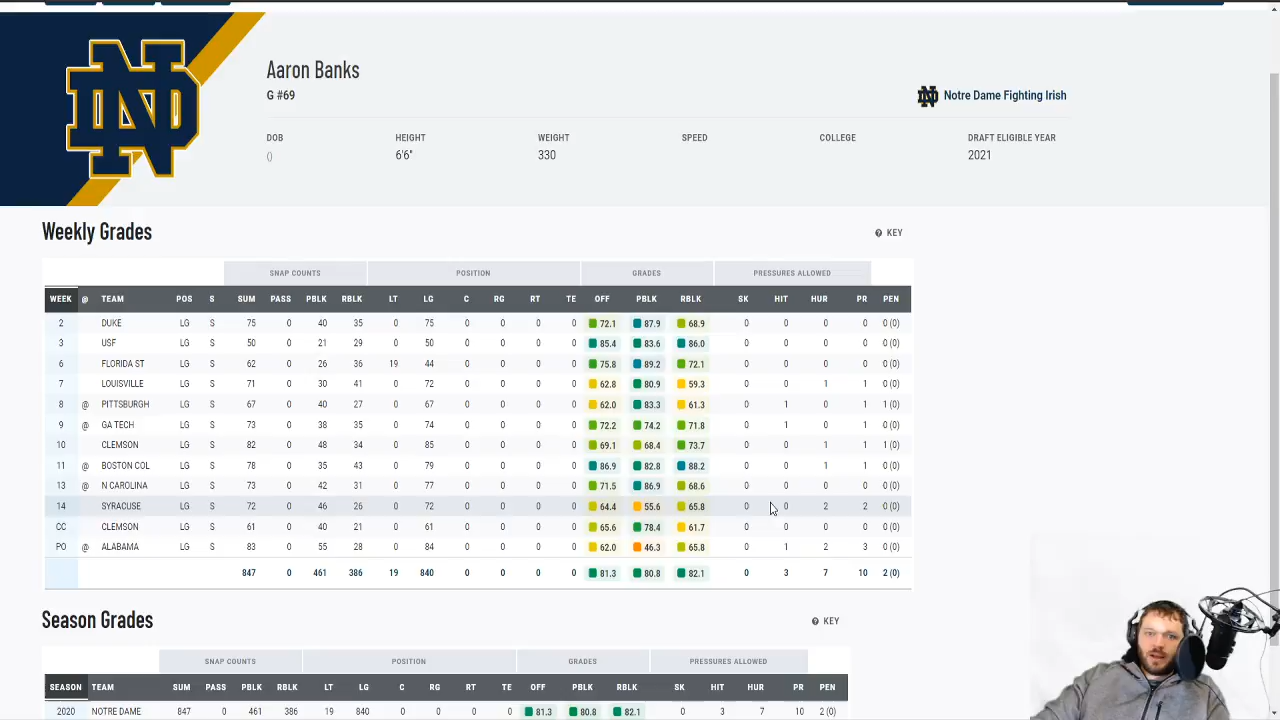 Aaron Banks
G #69
Notre Dame Fighting Irish
DOB HEIGHT WEIGHT SPEED COLLEGE DRAFT ELIGIBLE YEAR
() 6'6" 330 2021
Weekly Grades
KEY
SNAP COUNTS POSITION GRADES PRESSURES ALLOWED
WEEK @ TEAM POS S SUM PASS PBLK RBLK LT LG C RG RT TE OFF PBLK RBLK SK HIT HUR PR PEN
2 DUKE LG S 75 0 40 35 0 75 0 0 0 0 72.1 87.9 68.9 0 0 0 0 0 (0)
3 USF LG S 50 0 21 29 0 50 0 0 0 0 85.4 83.6 86.0 0 0 0 0 0 (0)
6 FLORIDA ST LG S 62 0 26 36 19 44 0 0 0 0 75.8 89.2 72.1 0 0 0 0 0 (0)
7 LOUISVILLE LG S 71 0 30 41 0 72 0 0 0 0 62.8 80.9 59.3 0 0 1 1 0 (0)
8 @ PITTSBURGH LG S 67 0 40 27 0 67 0 0 0 0 62.0 83.3 61.3 0 1 0 1 1 (0)
9 @ GA TECH LG S 73 0 38 35 0 74 0 0 0 0 72.2 74.2 71.8 0 1 0 1 0 (0)
10 CLEMSON LG S 82 0 48 34 0 85 0 0 0 0 69.1 68.4 73.7 0 0 1 1 1 (0)
11 @ BOSTON COL LG S 78 0 35 43 0 79 0 0 0 0 86.9 82.8 88.2 0 0 1 1 0 (0)
13 @ N CAROLINA LG S 73 0 42 31 0 77 0 0 0 0 71.5 86.9 68.6 0 0 0 0 0 (0)
14 SYRACUSE LG S 72 0 46 26 0 72 0 0 0 0 64.4 55.6 65.8 0 0 2 2 0 (0)
CC CLEMSON LG S 61 0 40 21 0 61 0 0 0 0 65.6 78.4 61.7 0 0 0 0 0 (0)
PO @ ALABAMA LG S 83 0 55 28 0 84 0 0 0 0 62.0 46.3 65.8 0 1 2 3 0 (0)
847 0 461 386 19 840 0 0 0 0 81.3 80.8 82.1 0 3 7 10 2 (0)
Season Grades
KEY
SNAP COUNTS POSITION GRADES PRESSURES ALLOWED
SEASON TEAM SUM PASS PBLK RBLK LT LG C RG RT TE OFF PBLK RBLK SK HIT HUR PR PEN
2020 NOTRE DAME 847 0 461 386 19 840 0 0 0 0 81.3 80.8 82.1 0 3 7 10 2 (0)